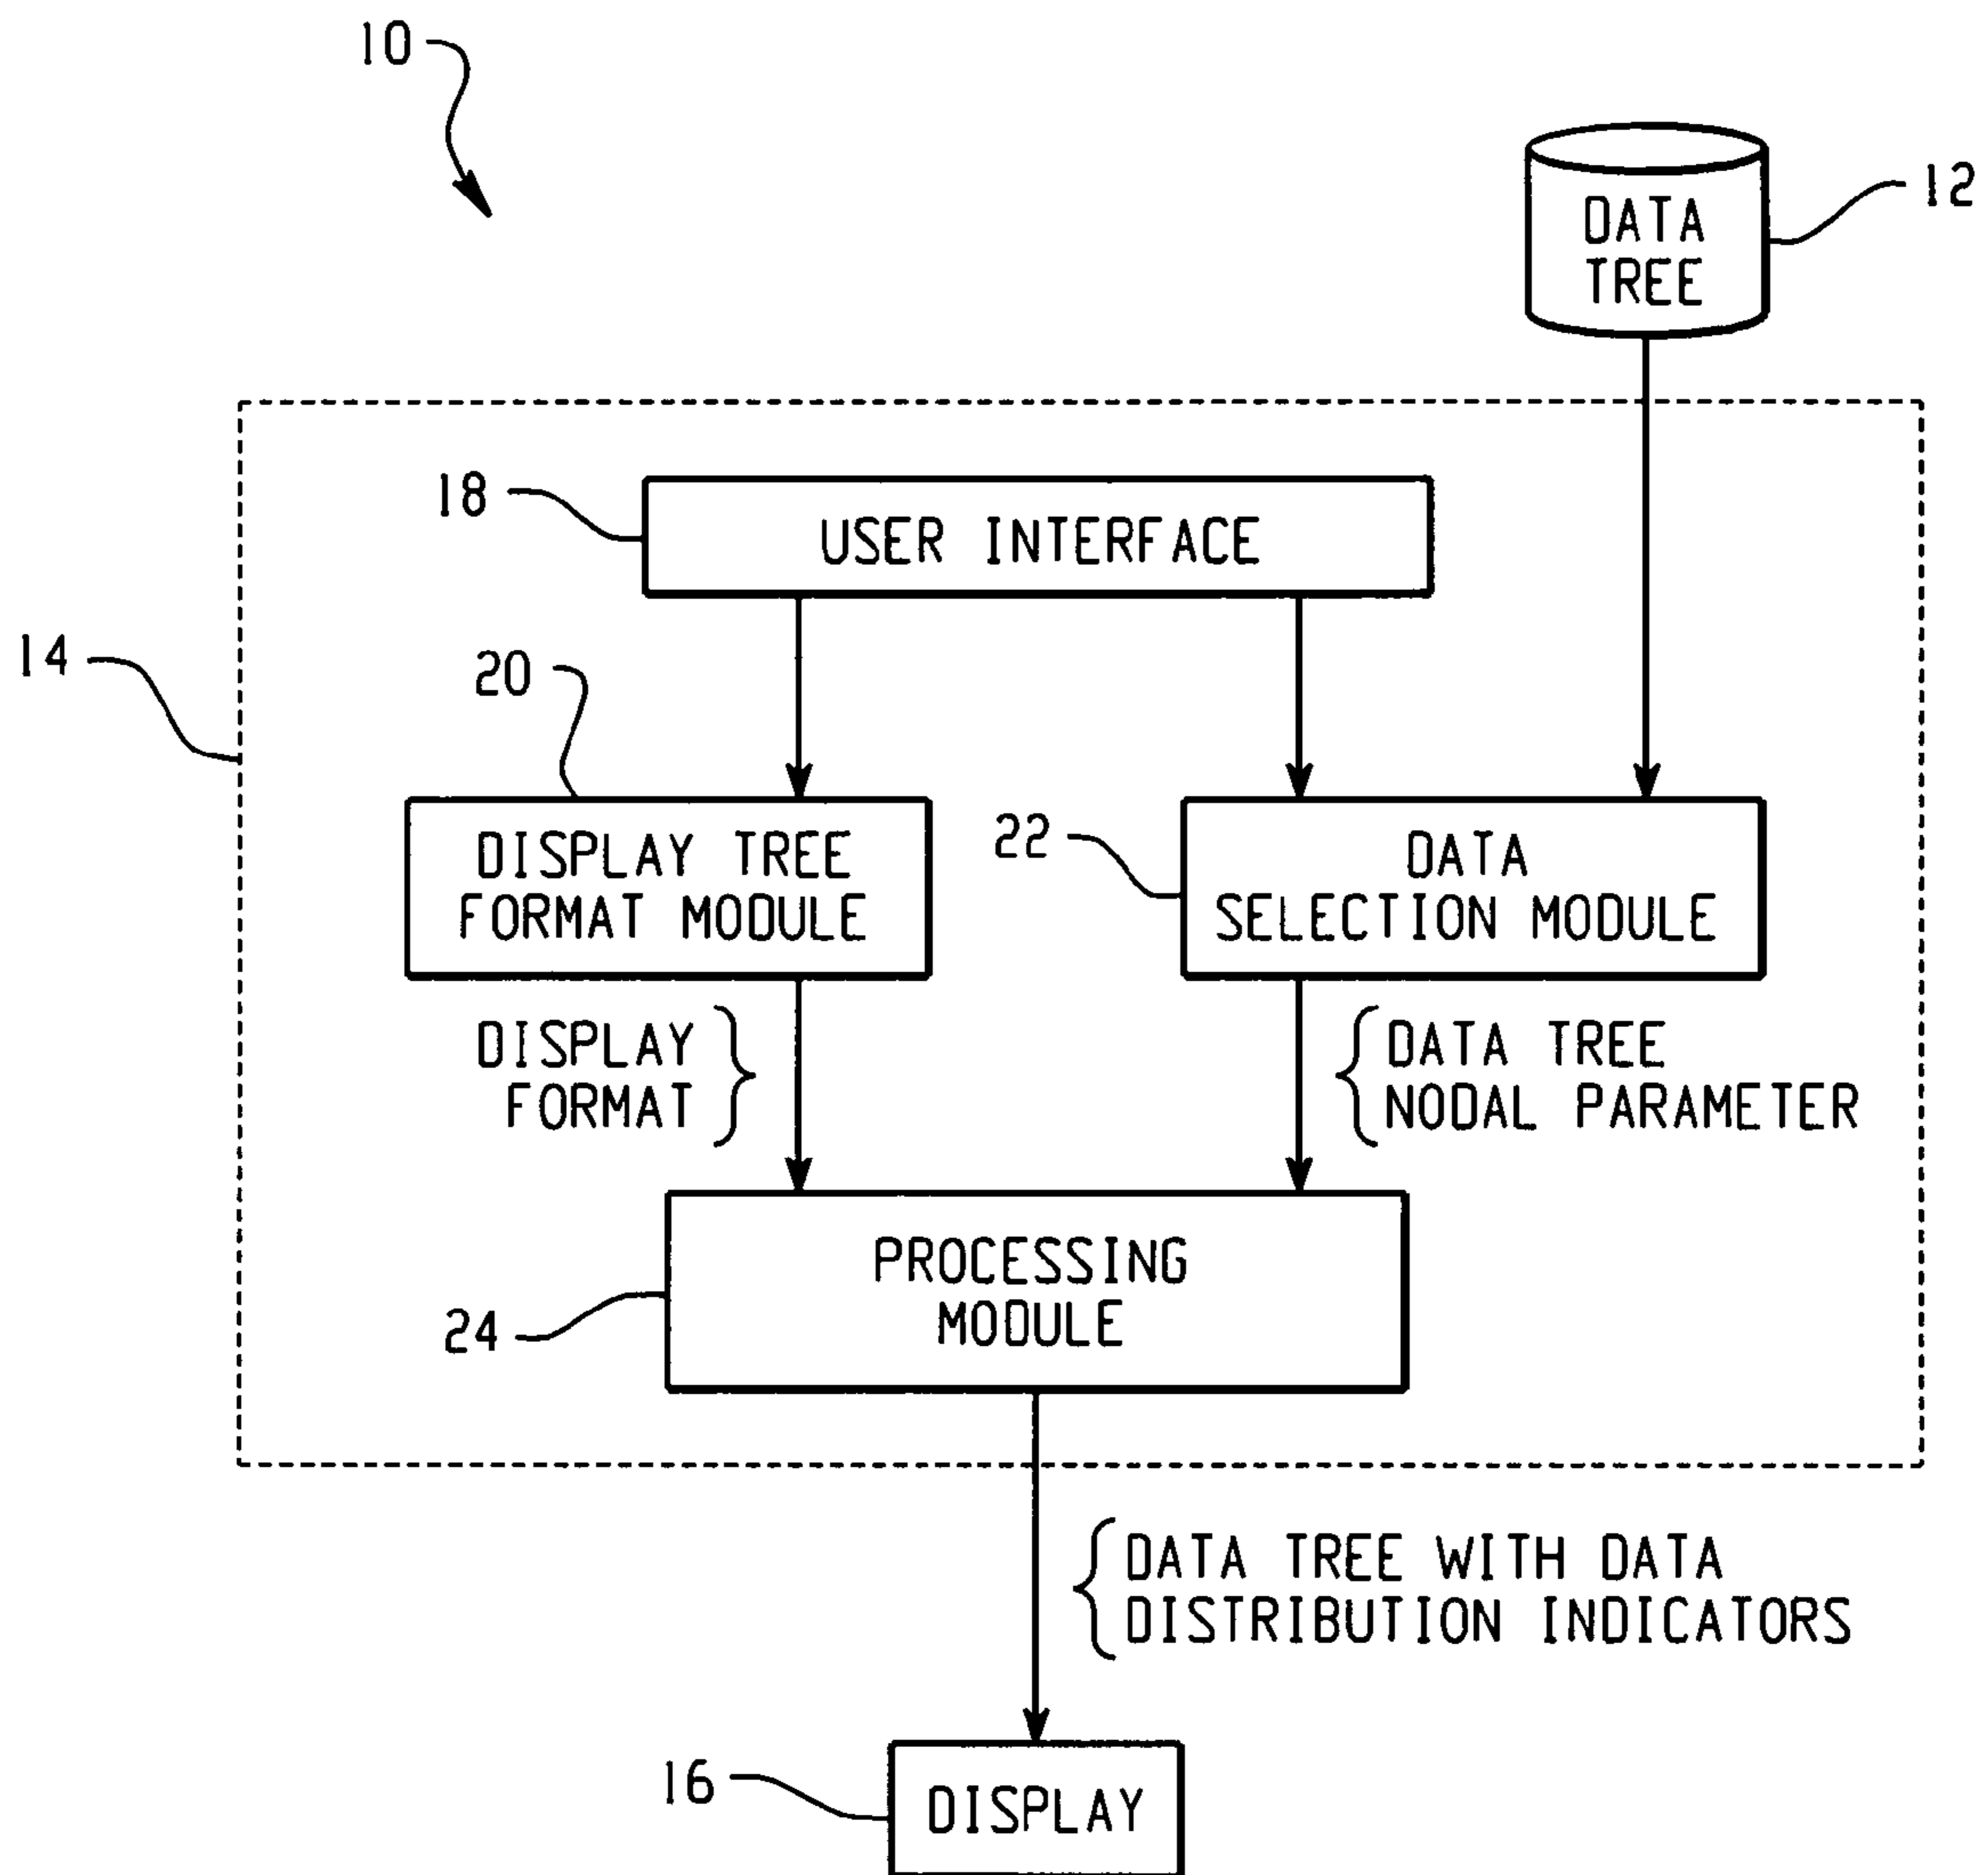 10
12
DATA
TREE
18
USER INTERFACE
14
20
22
DISPLAY TREE
FORMAT MODULE
DATA
SELECTION MODULE
DISPLAY
FORMAT
DATA TREE
NODAL PARAMETER
PROCESSING
MODULE
24
DATA TREE WITH DATA
DISTRIBUTION INDICATORS
16
DISPLAY